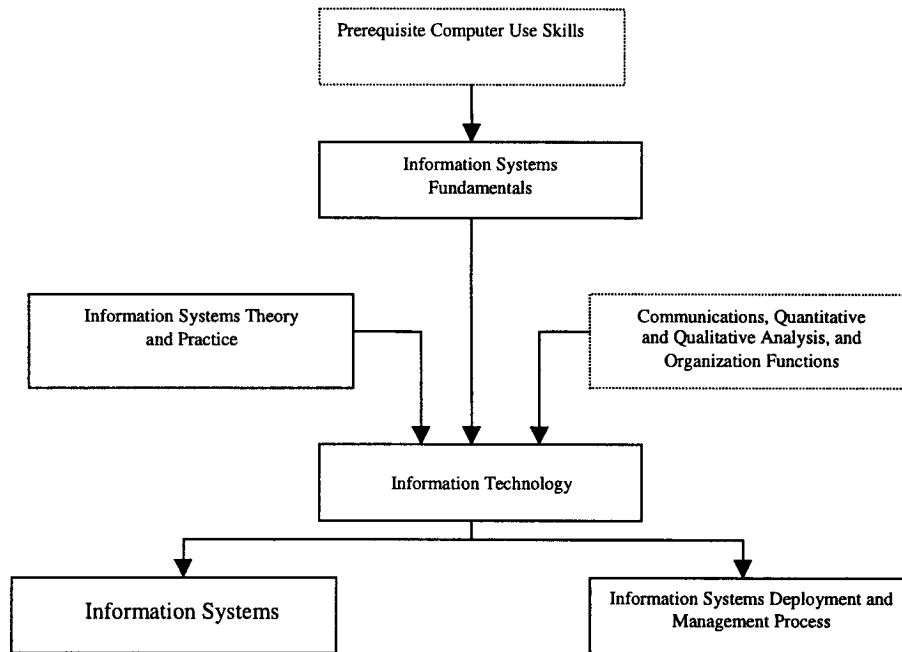 Prerequisite Computer Use Skills
Information Systems
Fundamentals
Information Systems Theory
and Practice
Communications, Quantitative
and Qualitative Analysis, and
Organization Functions
Information Technology
Information Systems
Information Systems Deployment and
Management Process